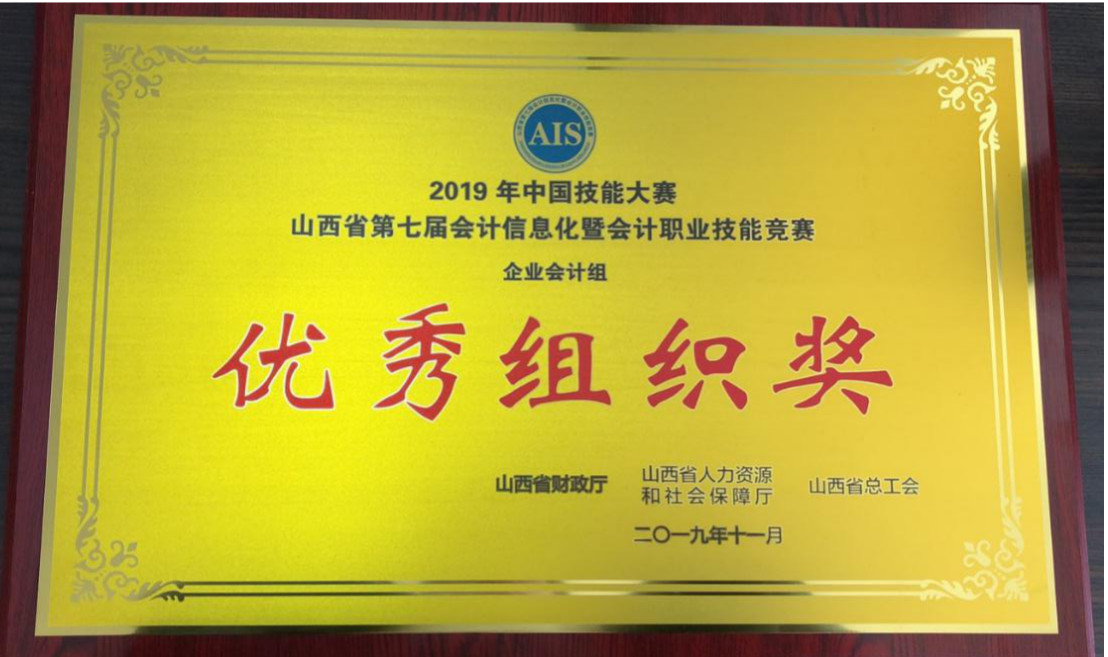 AIS
2019 年中国技能大赛
山西省第七届会计信息化暨会计职业技能竞赛
企业会计组
优秀组织奖
山西省财政厅
山西省人力资源
和社会保障厅
山西省总工会
二〇一九年十一月